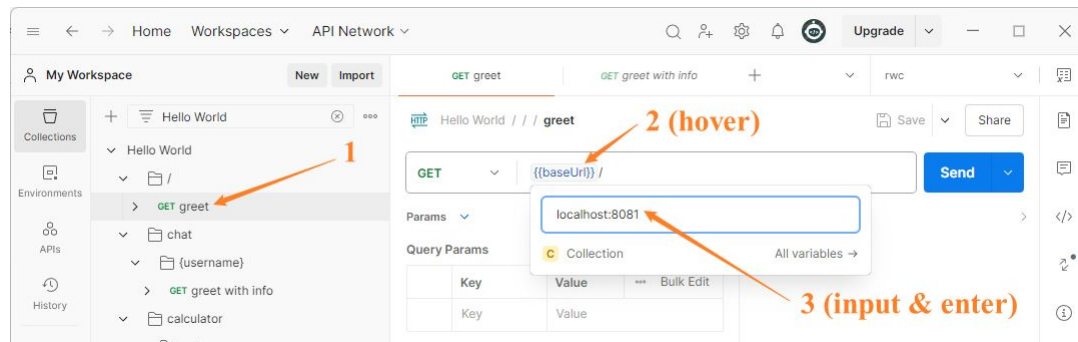 Home Workspaces API Network Upgrade
My Workspace New Import GET greet GET greet with info rwc
Collections
Environments
APIs
History
Hello World
Hello World
/
GET greet
chat
{username}
GET greet with info
calculator
1
HTTP Hello World / / / greet
Save Share
2 (hover)
GET {{baseUrl}} / Send
localhost:8081
C Collection All variables →
Params
Query Params
Key Value Bulk Edit
Key Value
3 (input & enter)